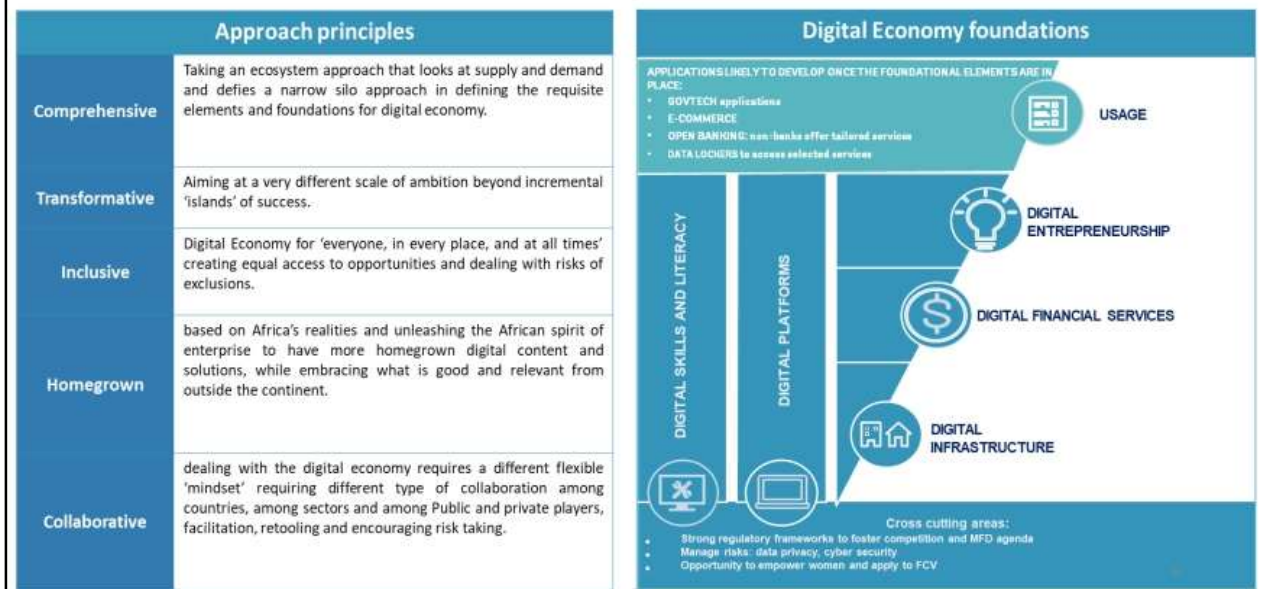 Approach principles
Comprehensive
Taking an ecosystem approach that looks at supply and demand
and defies a narrow silo approach in defining the requisite
elements and foundations for digital economy.
Transformative
Aiming at a very different scale of ambition beyond incremental
‘islands’ of success.
Inclusive
Digital Economy for ‘everyone, in every place, and at all times’
creating equal access to opportunities and dealing with risks of
exclusions.
Homegrown
based on Africa’s realities and unleashing the African spirit of
enterprise to have more homegrown digital content and
solutions, while embracing what is good and relevant from
outside the continent.
Collaborative
dealing with the digital economy requires a different flexible
‘mindset’ requiring different type of collaboration among
countries, among sectors and among Public and private players,
facilitation, retooling and encouraging risk taking.
Digital Economy foundations
APPLICATIONS LIKELY TO DEVELOP ONCE THE FOUNDATIONAL ELEMENTS ARE IN
PLACE:
• GOVTECH applications
• E-COMMERCE
• OPEN BANKING: non-banks offer tailored services
• DATA LOCKERS to access selected services
USAGE
DIGITAL SKILLS AND LITERACY
DIGITAL PLATFORMS
DIGITAL
ENTREPRENEURSHIP
DIGITAL FINANCIAL SERVICES
DIGITAL
INFRASTRUCTURE
Cross cutting areas:
• Strong regulatory frameworks to foster competition and MFD agenda
• Manage risks: data privacy, cyber security
• Opportunity to empower women and apply to FCV